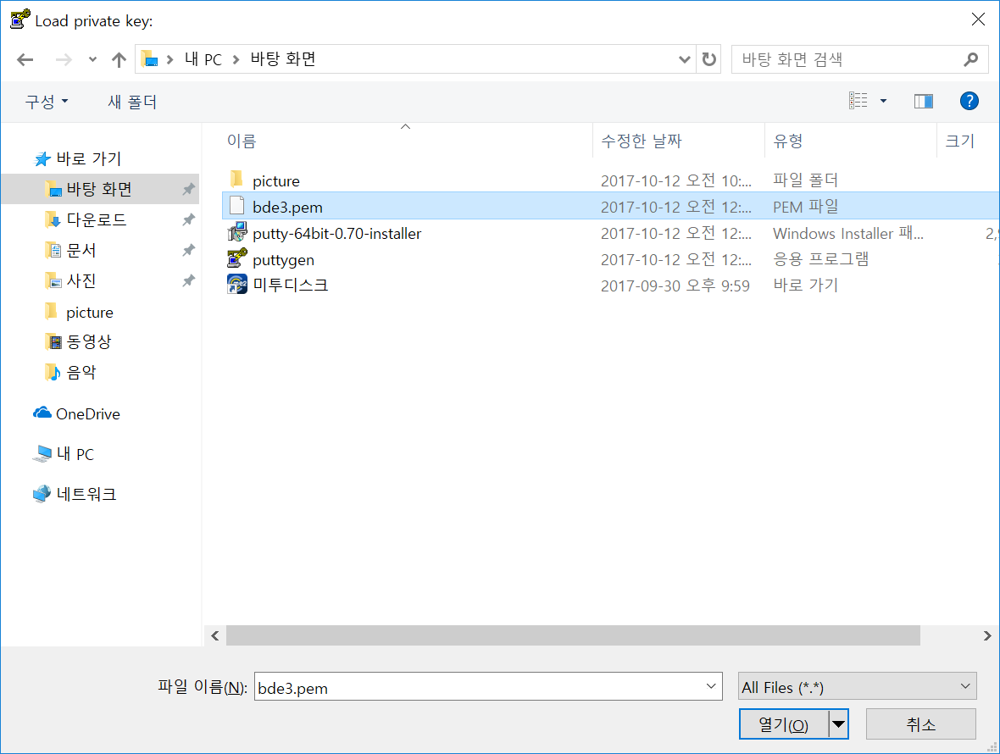 Load private key:
내 PC 바탕 화면 바탕 화면 검색
구성 새 폴더
이름 수정한 날짜 유형 크기
바로 가기
바탕 화면
다운로드
문서
사진
picture
동영상
음악
OneDrive
내 PC
네트워크
picture 2017-10-12 오전 10:... 파일 폴더
bde3.pem 2017-10-12 오전 12:... PEM 파일
putty-64bit-0.70-installer 2017-10-12 오전 12:... Windows Installer 패... 2,
puttygen 2017-10-12 오전 12:... 응용 프로그램
미투디스크 2017-09-30 오후 9:59 바로 가기
파일 이름(N): bde3.pem All Files (*.*)
열기(O) 취소